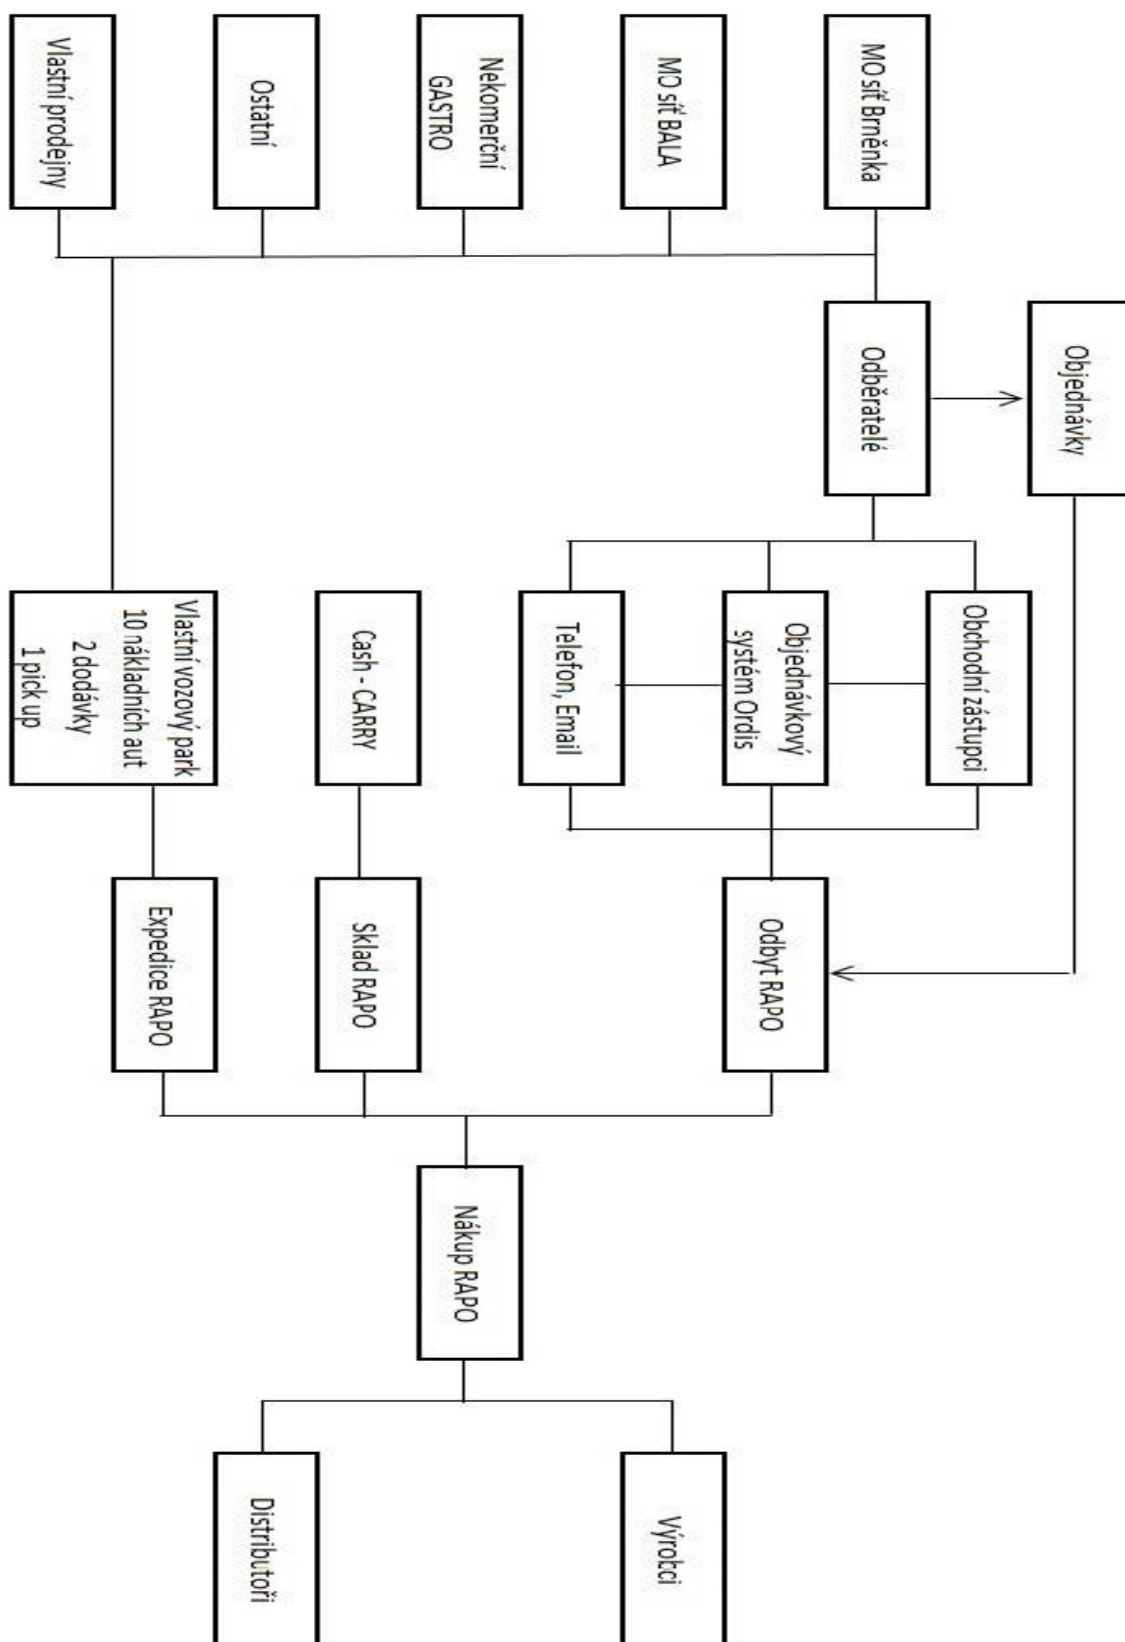 Objednávky
Obchodní zástupci
MO síť Brněnka
Odběratelé
Objednávkový
systém Ordis
Odbyt RAPO
MO síť BALA
Výrobci
Telefon, Email
Nekomerční
GASTRO
Nákup RAPO
Cash - CARRY
Sklad RAPO
Ostatní
Distributoři
Vlastní vozový park
10 nákladních aut
2 dodávky
1 pick up
Expedice RAPO
Vlastní prodejny